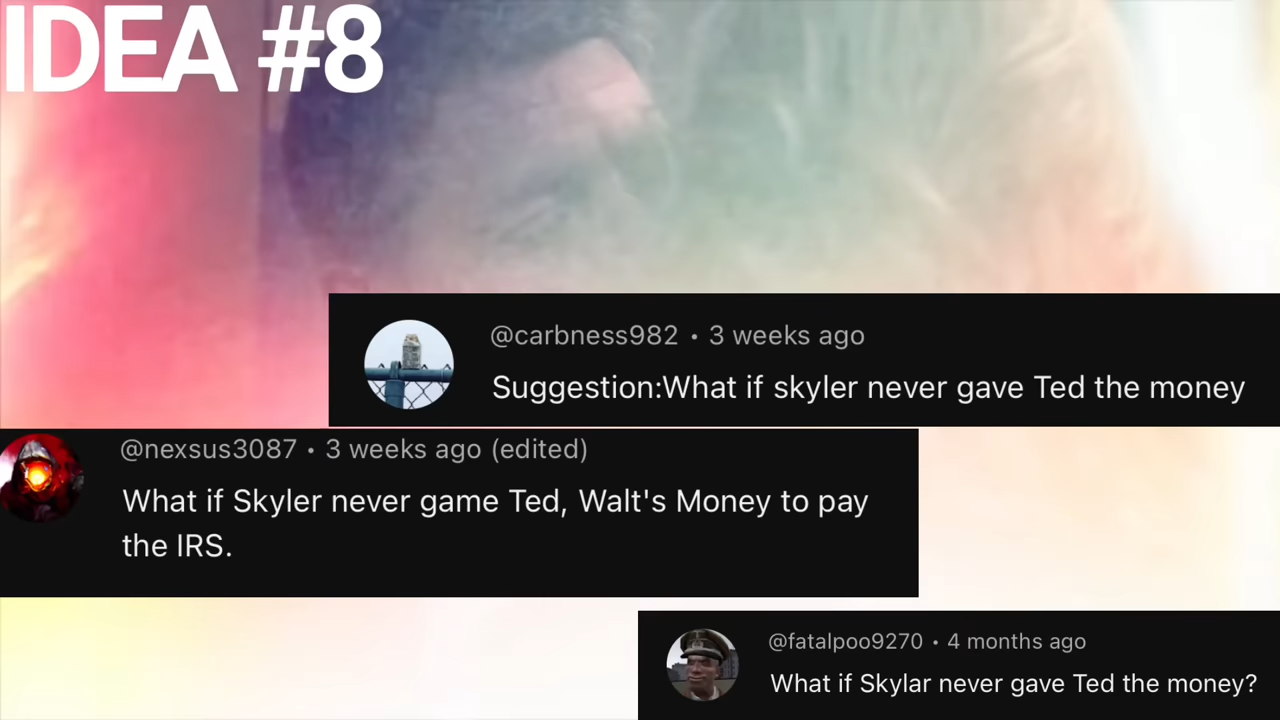 IDEA #8
@carbness982 • 3 weeks ago
Suggestion:What if skyler never gave Ted the money
@nexsus3087 • 3 weeks ago (edited)
What if Skyler never game Ted, Walt's Money to pay
the IRS.
@fatalpoo9270 • 4 months ago
What if Skylar never gave Ted the money?